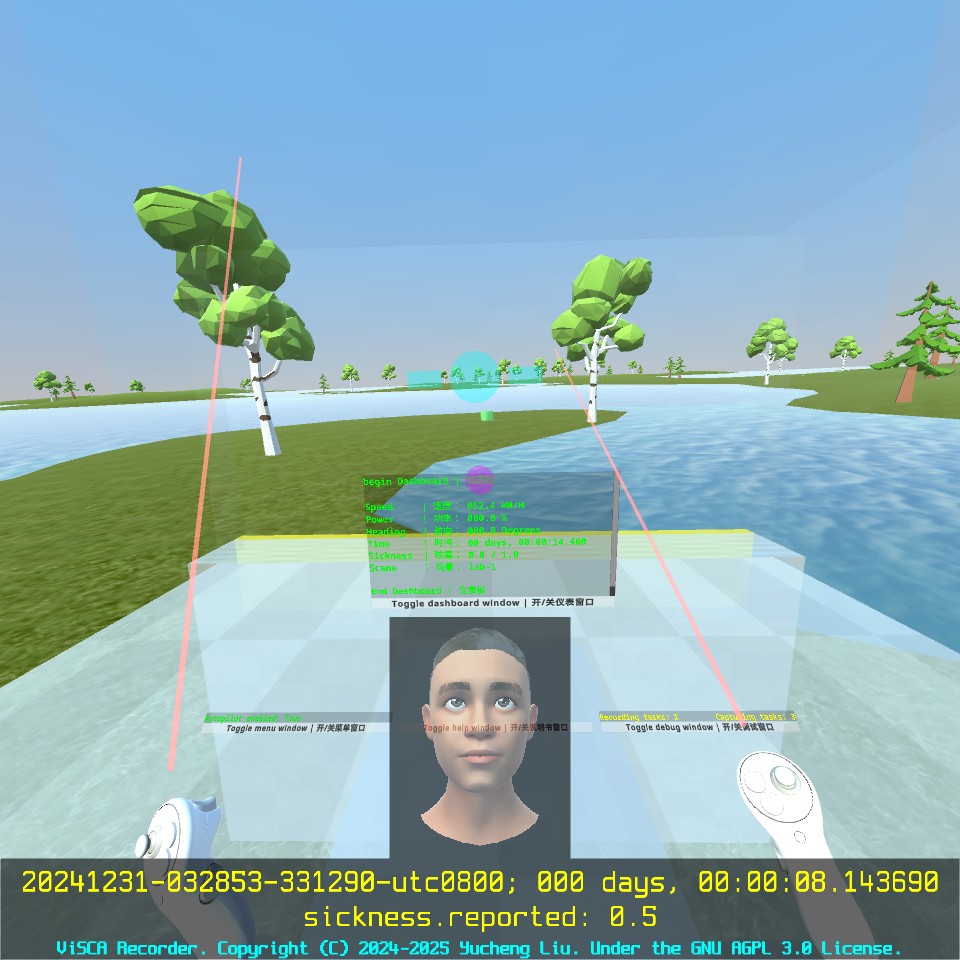 begin Dashboard |
Speed | 速度： 052.4 KM/H
Power | 功率： 080.0 %
Heading | 航向： 000.0 Degrees
Time | 时间： 00 days, 00:00:14.400
Sickness | 眩晕： 0.0 / 1.0
Scene | 场景： lab-1
end Dashboard | 仪表板
Toggle dashboard window | 开/关仪表窗口
Autopilot enabled: True
Toggle menu window | 开/关菜单窗口
Toggle help window | 开/关说明书窗口
Recording tasks: 1 Capturing tasks: 3
Toggle debug window | 开/关调试窗口
20241231-032853-331290-utc0800; 000 days, 00:00:08.143690
sickness.reported: 0.5
ViSCA Recorder. Copyright (C) 2024-2025 Yucheng Liu. Under the GNU AGPL 3.0 License.